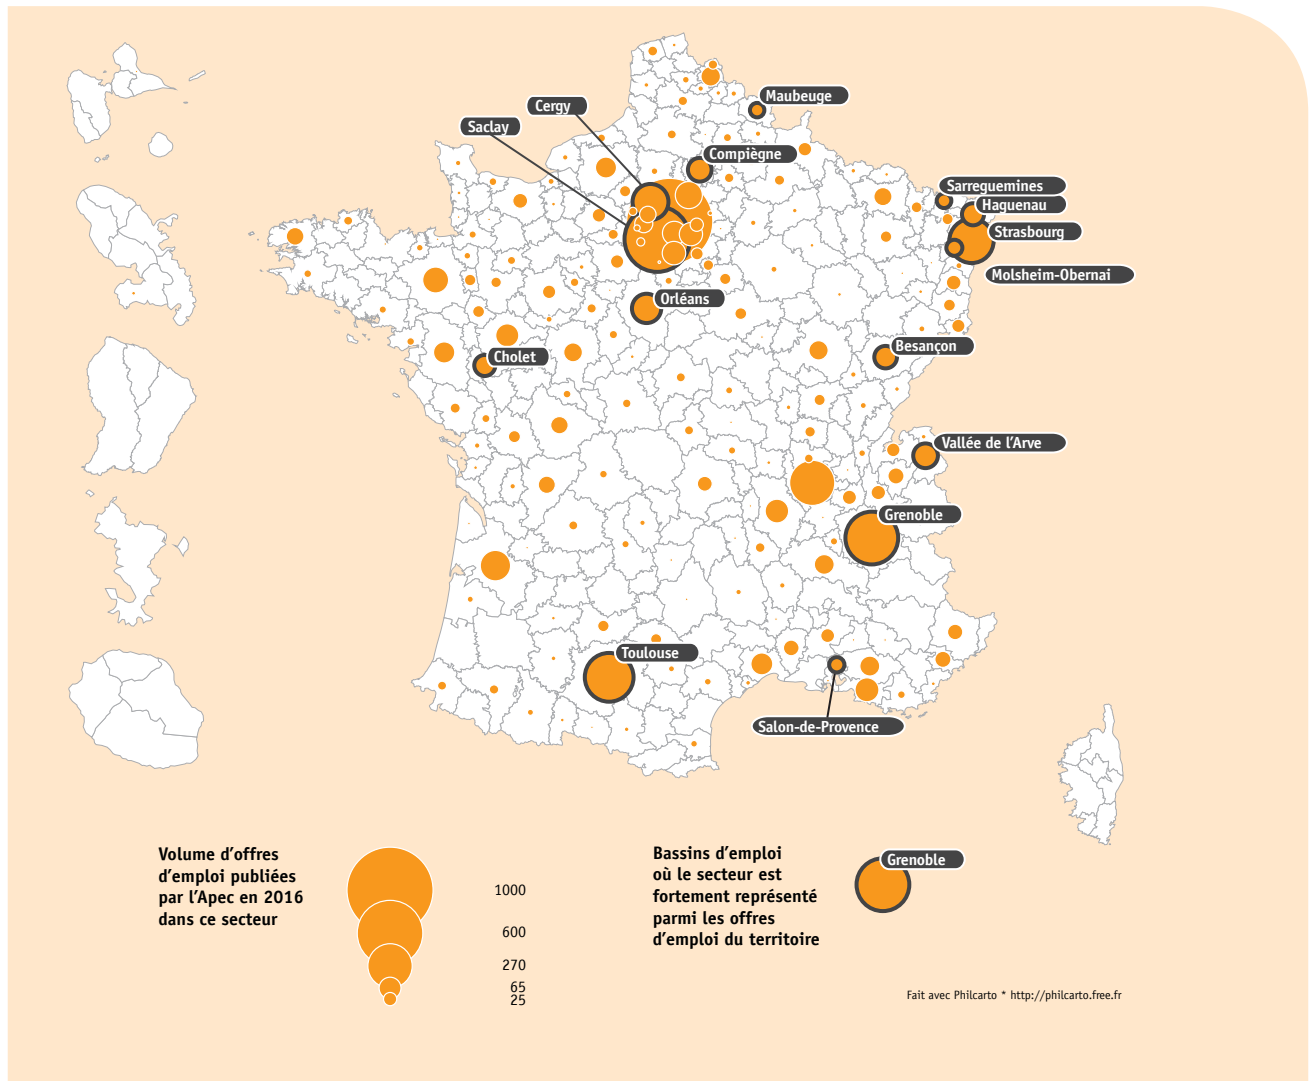 Maubeuge
Cergy
Saclay
Compiègne
Sarreguemines
Haguenau
Strasbourg
Molsheim-Obernai
Orléans
Besançon
Cholet
Vallée de l’Arve
Grenoble
Toulouse
Salon-de-Provence
Volume d’offres
d’emploi publiées
par l’Apec en 2016
dans ce secteur
1000
600
270
65
25
Bassins d’emploi
où le secteur est
fortement représenté
parmi les offres
d’emploi du territoire
Grenoble
Fait avec Philcarto * http://philcarto.free.fr